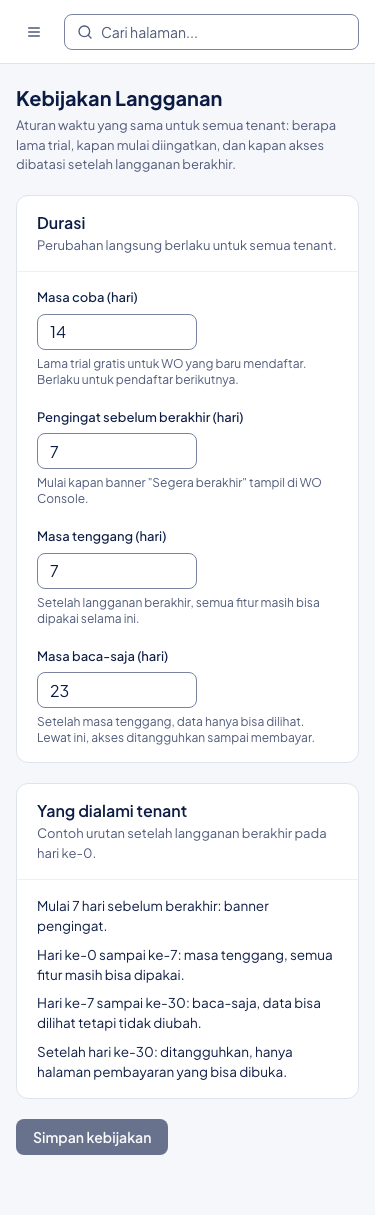 Cari halaman...
Kebijakan Langganan
Aturan waktu yang sama untuk semua tenant: berapa
lama trial, kapan mulai diingatkan, dan kapan akses
dibatasi setelah langganan berakhir.
Durasi
Perubahan langsung berlaku untuk semua tenant.
Masa coba (hari)
14
Lama trial gratis untuk WO yang baru mendaftar.
Berlaku untuk pendaftar berikutnya.
Pengingat sebelum berakhir (hari)
7
Mulai kapan banner "Segera berakhir" tampil di WO
Console.
Masa tenggang (hari)
7
Setelah langganan berakhir, semua fitur masih bisa
dipakai selama ini.
Masa baca-saja (hari)
23
Setelah masa tenggang, data hanya bisa dilihat.
Lewat ini, akses ditangguhkan sampai membayar.
Yang dialami tenant
Contoh urutan setelah langganan berakhir pada
hari ke-0.
Mulai 7 hari sebelum berakhir: banner
pengingat.
Hari ke-0 sampai ke-7: masa tenggang, semua
fitur masih bisa dipakai.
Hari ke-7 sampai ke-30: baca-saja, data bisa
dilihat tetapi tidak diubah.
Setelah hari ke-30: ditangguhkan, hanya
halaman pembayaran yang bisa dibuka.
Simpan kebijakan